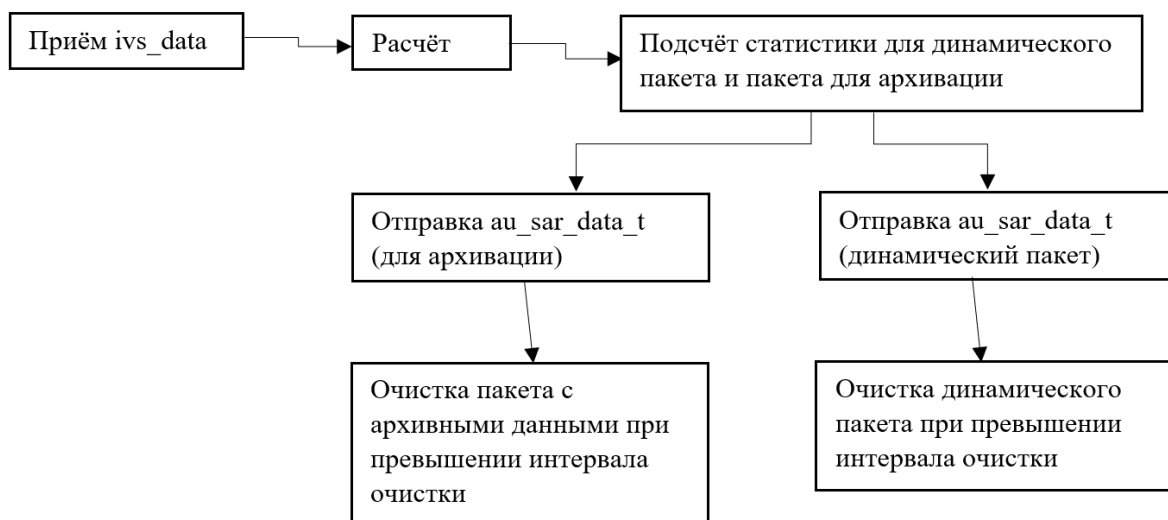 Приём ivs_data
Расчёт
Подсчёт статистики для динамического
пакета и пакета для архивации
Отправка au_sar_data_t
(для архивации)
Отправка au_sar_data_t
(динамический пакет)
Очистка пакета с
архивными данными при
превышении интервала
очистки
Очистка динамического
пакета при превышении
интервала очистки